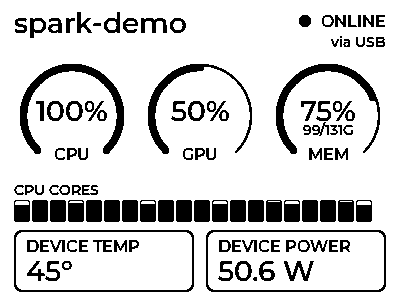 spark-demo
ONLINE
via USB
100%
CPU
50%
GPU
75%
99/131G
MEM
CPU CORES
DEVICE TEMP
45°
DEVICE POWER
50.6 W